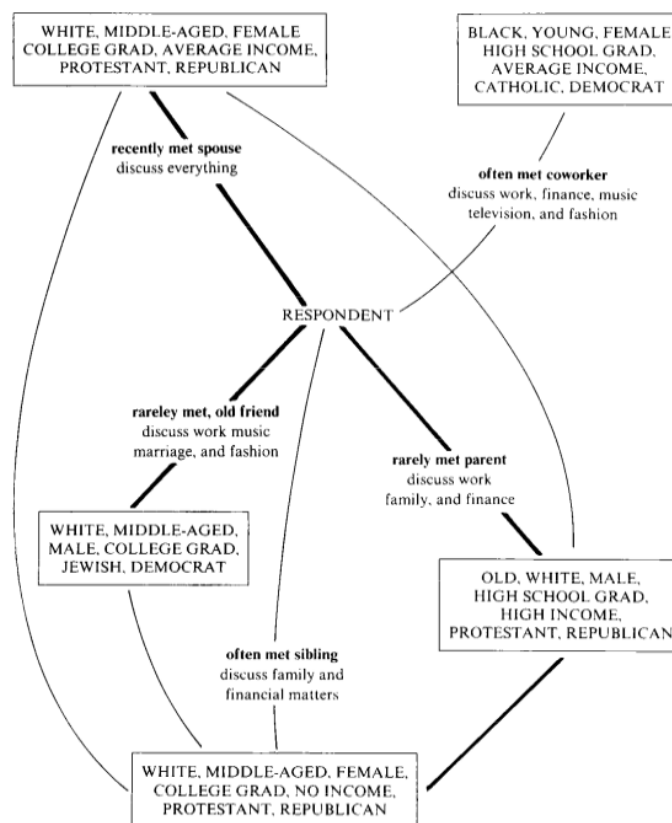 WHITE, MIDDLE-AGED, FEMALE
COLLEGE GRAD, AVERAGE INCOME,
PROTESTANT, REPUBLICAN
BLACK, YOUNG, FEMALE
HIGH SCHOOL GRAD,
AVERAGE INCOME,
CATHOLIC, DEMOCRAT
recently met spouse
discuss everything
often met coworker
discuss work, finance, music
television, and fashion
RESPONDENT
rareley met, old friend
discuss work music
marriage, and fashion
rarely met parent
discuss work
family, and finance
WHITE, MIDDLE-AGED,
MALE, COLLEGE GRAD,
JEWISH, DEMOCRAT
OLD, WHITE, MALE,
HIGH SCHOOL GRAD,
HIGH INCOME,
PROTESTANT, REPUBLICAN
often met sibling
discuss family and
financial matters
WHITE, MIDDLE-AGED, FEMALE,
COLLEGE GRAD, NO INCOME,
PROTESTANT, REPUBLICAN